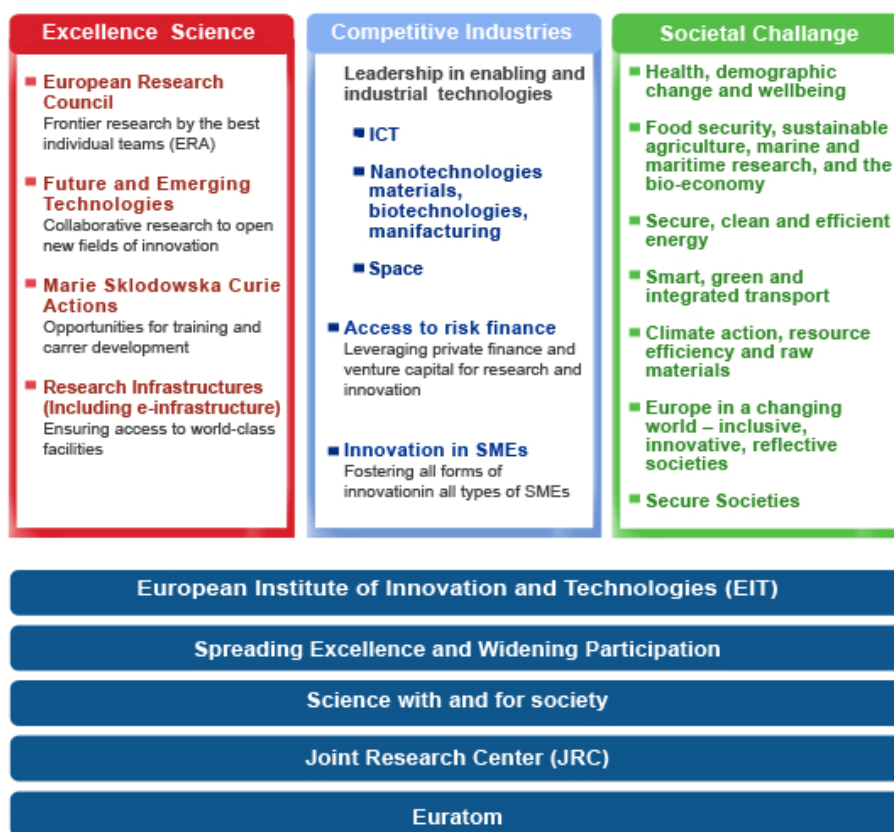 Excellence Science
European Research
Council
Frontier research by the best
individual teams (ERA)
Future and Emerging
Technologies
Collaborative research to open
new fields of innovation
Marie Sklodowska Curie
Actions
Opportunities for training and
carrer development
Research Infrastructures
(Including e-infrastructure)
Ensuring access to world-class
facilities
Competitive Industries
Leadership in enabling and
industrial technologies
ICT
Nanotechnologies
materials,
biotechnologies,
manifacturing
Space
Access to risk finance
Leveraging private finance and
venture capital for research and
innovation
Innovation in SMEs
Fostering all forms of
innovationin all types of SMEs
Societal Challange
Health, demographic
change and wellbeing
Food security, sustainable
agriculture, marine and
maritime research, and the
bio-economy
Secure, clean and efficient
energy
Smart, green and
integrated transport
Climate action, resource
efficiency and raw
materials
Europe in a changing
world – inclusive,
innovative, reflective
societies
Secure Societies
European Institute of Innovation and Technologies (EIT)
Spreading Excellence and Widening Participation
Science with and for society
Joint Research Center (JRC)
Euratom